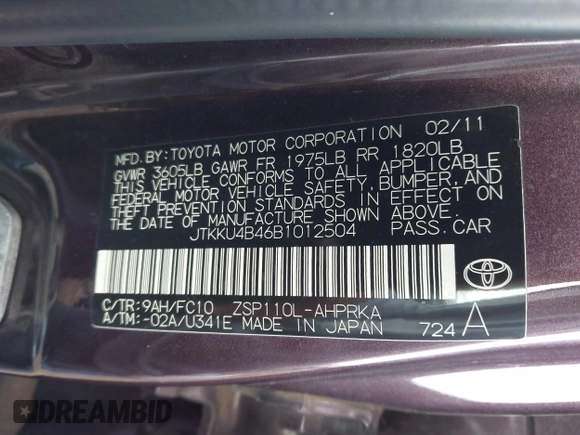 MFD. BY: TOYOTA MOTOR CORPORATION 02/11
GVWR 3605LB GAWR FR 1975LB RR 1820LB
THIS VEHICLE CONFORMS TO ALL APPLICABLE
FEDERAL MOTOR VEHICLE SAFETY, BUMPER, AND
THEFT PREVENTION STANDARDS IN EFFECT ON
THE DATE OF MANUFACTURE SHOWN ABOVE.
JTKKU4B46B1012504 PASS. CAR
C/TR: 9AH/FC10 ZSP110L-AHPRKA
A/TM: -02A/U341E MADE IN JAPAN 724 A
DREAMBID